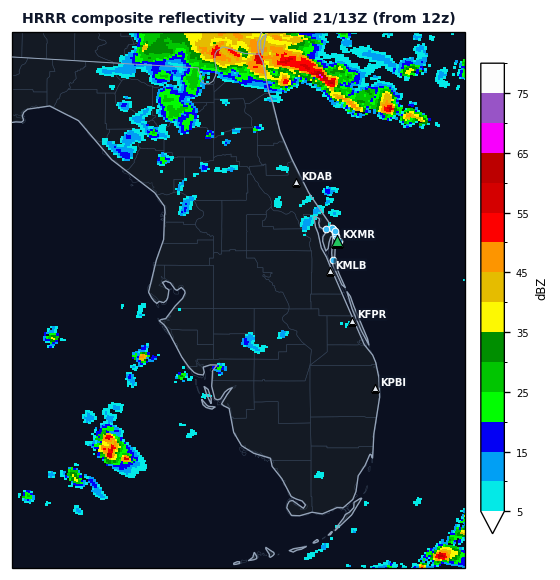 HRRR composite reflectivity — valid 21/13Z (from 12z)
KDAB
KXMR
KMLB
KFPR
KPBI
75
65
55
45
35
25
15
5
dBZ